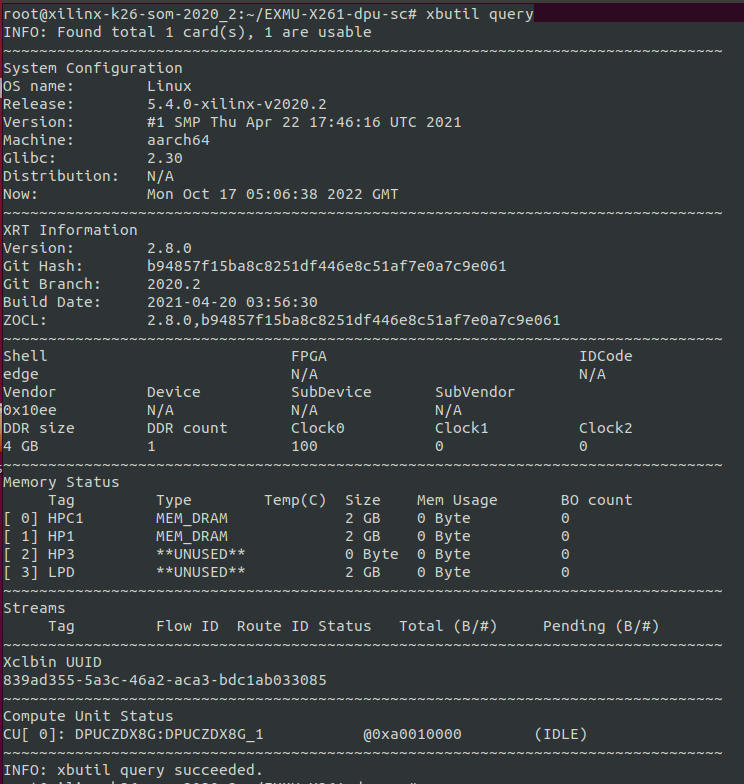 root@xilinx-k26-som-2020_2:~/EXMU-X261-dpu-sc# xbutil query
INFO: Found total 1 card(s), 1 are usable
~~~~~~~~~~~~~~~~~~~~~~~~~~~~~~~~~~~~~~~~~~~~~~~~~~~~~~~~~~~~~~~~~~~~~~~~~~~~~~~~
System Configuration
OS name:        Linux
Release:        5.4.0-xilinx-v2020.2
Version:        #1 SMP Thu Apr 22 17:46:16 UTC 2021
Machine:        aarch64
Glibc:          2.30
Distribution:   N/A
Now:            Mon Oct 17 05:06:38 2022 GMT
~~~~~~~~~~~~~~~~~~~~~~~~~~~~~~~~~~~~~~~~~~~~~~~~~~~~~~~~~~~~~~~~~~~~~~~~~~~~~~~~
XRT Information
Version:        2.8.0
Git Hash:       b94857f15ba8c8251df446e8c51af7e0a7c9e061
Git Branch:     2020.2
Build Date:     2021-04-20 03:56:30
ZOCL:           2.8.0,b94857f15ba8c8251df446e8c51af7e0a7c9e061
~~~~~~~~~~~~~~~~~~~~~~~~~~~~~~~~~~~~~~~~~~~~~~~~~~~~~~~~~~~~~~~~~~~~~~~~~~~~~~~~
Shell                           FPGA                            IDCode
edge                            N/A                             N/A
Vendor          Device          SubDevice       SubVendor
0x10ee          N/A             N/A             N/A
DDR size        DDR count       Clock0          Clock1          Clock2
4 GB            1               100             0               0
~~~~~~~~~~~~~~~~~~~~~~~~~~~~~~~~~~~~~~~~~~~~~~~~~~~~~~~~~~~~~~~~~~~~~~~~~~~~~~~~
Memory Status
     Tag         Type        Temp(C)  Size    Mem Usage       BO count
[ 0] HPC1        MEM_DRAM             2 GB    0 Byte          0
[ 1] HP1         MEM_DRAM             2 GB    0 Byte          0
[ 2] HP3         **UNUSED**           0 Byte  0 Byte          0
[ 3] LPD         **UNUSED**           2 GB    0 Byte          0
~~~~~~~~~~~~~~~~~~~~~~~~~~~~~~~~~~~~~~~~~~~~~~~~~~~~~~~~~~~~~~~~~~~~~~~~~~~~~~~~
Streams
     Tag         Flow ID  Route ID Status   Total (B/#)     Pending (B/#)
~~~~~~~~~~~~~~~~~~~~~~~~~~~~~~~~~~~~~~~~~~~~~~~~~~~~~~~~~~~~~~~~~~~~~~~~~~~~~~~~
Xclbin UUID
839ad355-5a3c-46a2-aca3-bdc1ab033085
~~~~~~~~~~~~~~~~~~~~~~~~~~~~~~~~~~~~~~~~~~~~~~~~~~~~~~~~~~~~~~~~~~~~~~~~~~~~~~~~
Compute Unit Status
CU[ 0]: DPUCZDX8G:DPUCZDX8G_1           @0xa0010000        (IDLE)
~~~~~~~~~~~~~~~~~~~~~~~~~~~~~~~~~~~~~~~~~~~~~~~~~~~~~~~~~~~~~~~~~~~~~~~~~~~~~~~~
INFO: xbutil query succeeded.